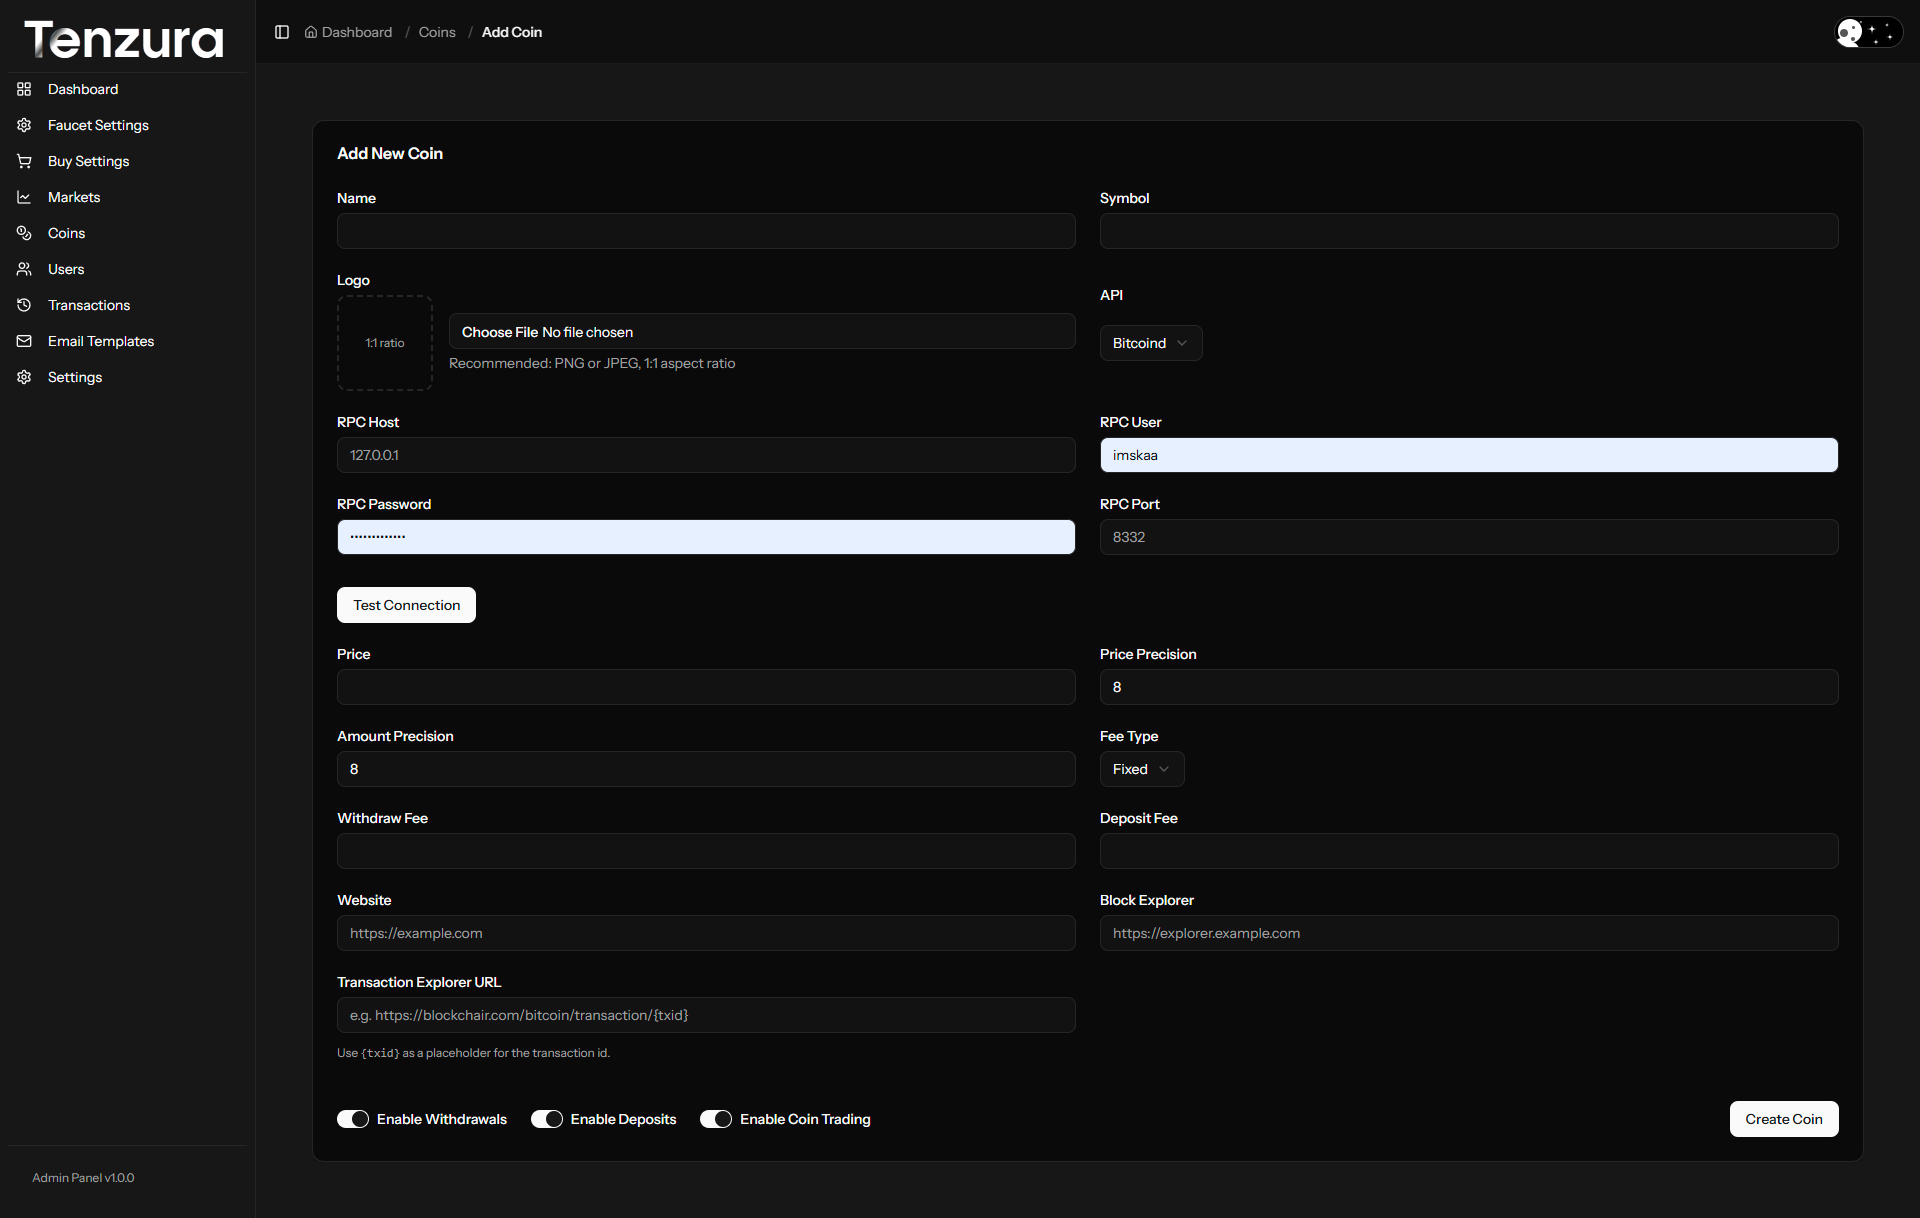 Tenzura
Dashboard
Faucet Settings
Buy Settings
Markets
Coins
Users
Transactions
Email Templates
Settings
Admin Panel v1.0.0
Dashboard / Coins / Add Coin
Add New Coin
Name
Symbol
Logo
1:1 ratio
Choose File No file chosen
Recommended: PNG or JPEG, 1:1 aspect ratio
API
Bitcoind
RPC Host
127.0.0.1
RPC User
imskaa
RPC Password
•••••••••••••
RPC Port
8332
Test Connection
Price
Price Precision
8
Amount Precision
8
Fee Type
Fixed
Withdraw Fee
Deposit Fee
Website
https://example.com
Block Explorer
https://explorer.example.com
Transaction Explorer URL
e.g. https://blockchair.com/bitcoin/transaction/{txid}
Use {txid} as a placeholder for the transaction id.
Enable Withdrawals
Enable Deposits
Enable Coin Trading
Create Coin